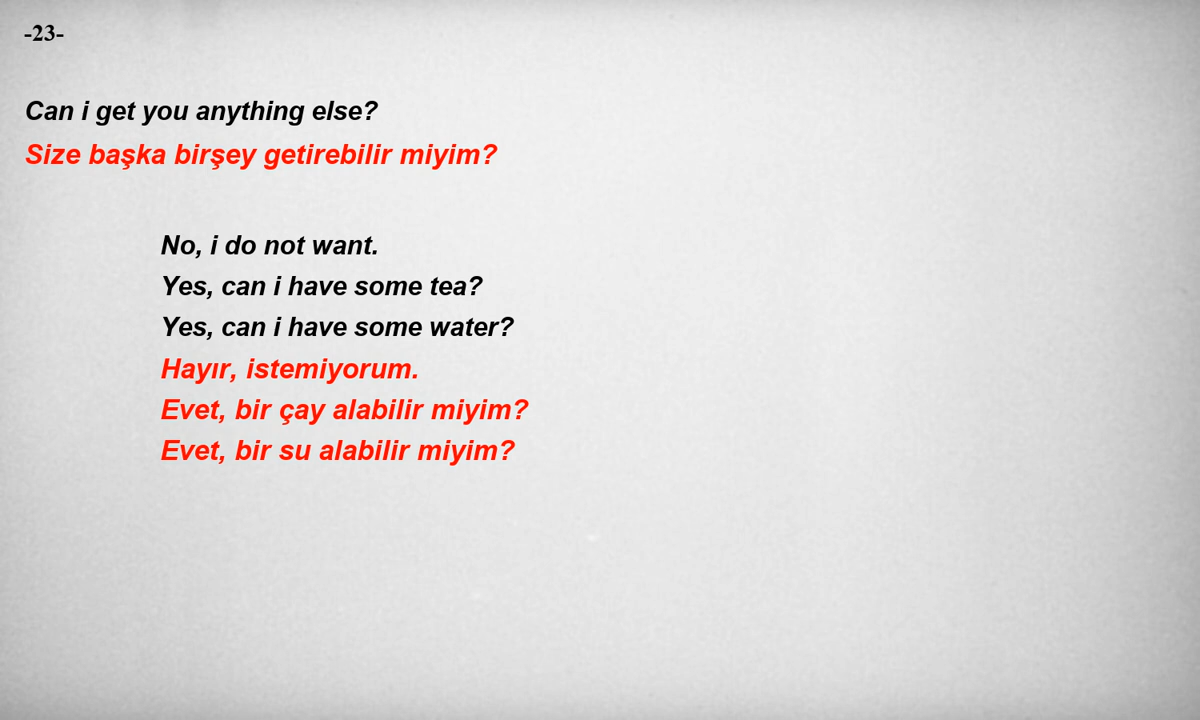 -23-
Can i get you anything else?
Size başka birşey getirebilir miyim?
No, i do not want.
Yes, can i have some tea?
Yes, can i have some water?
Hayır, istemiyorum.
Evet, bir çay alabilir miyim?
Evet, bir su alabilir miyim?